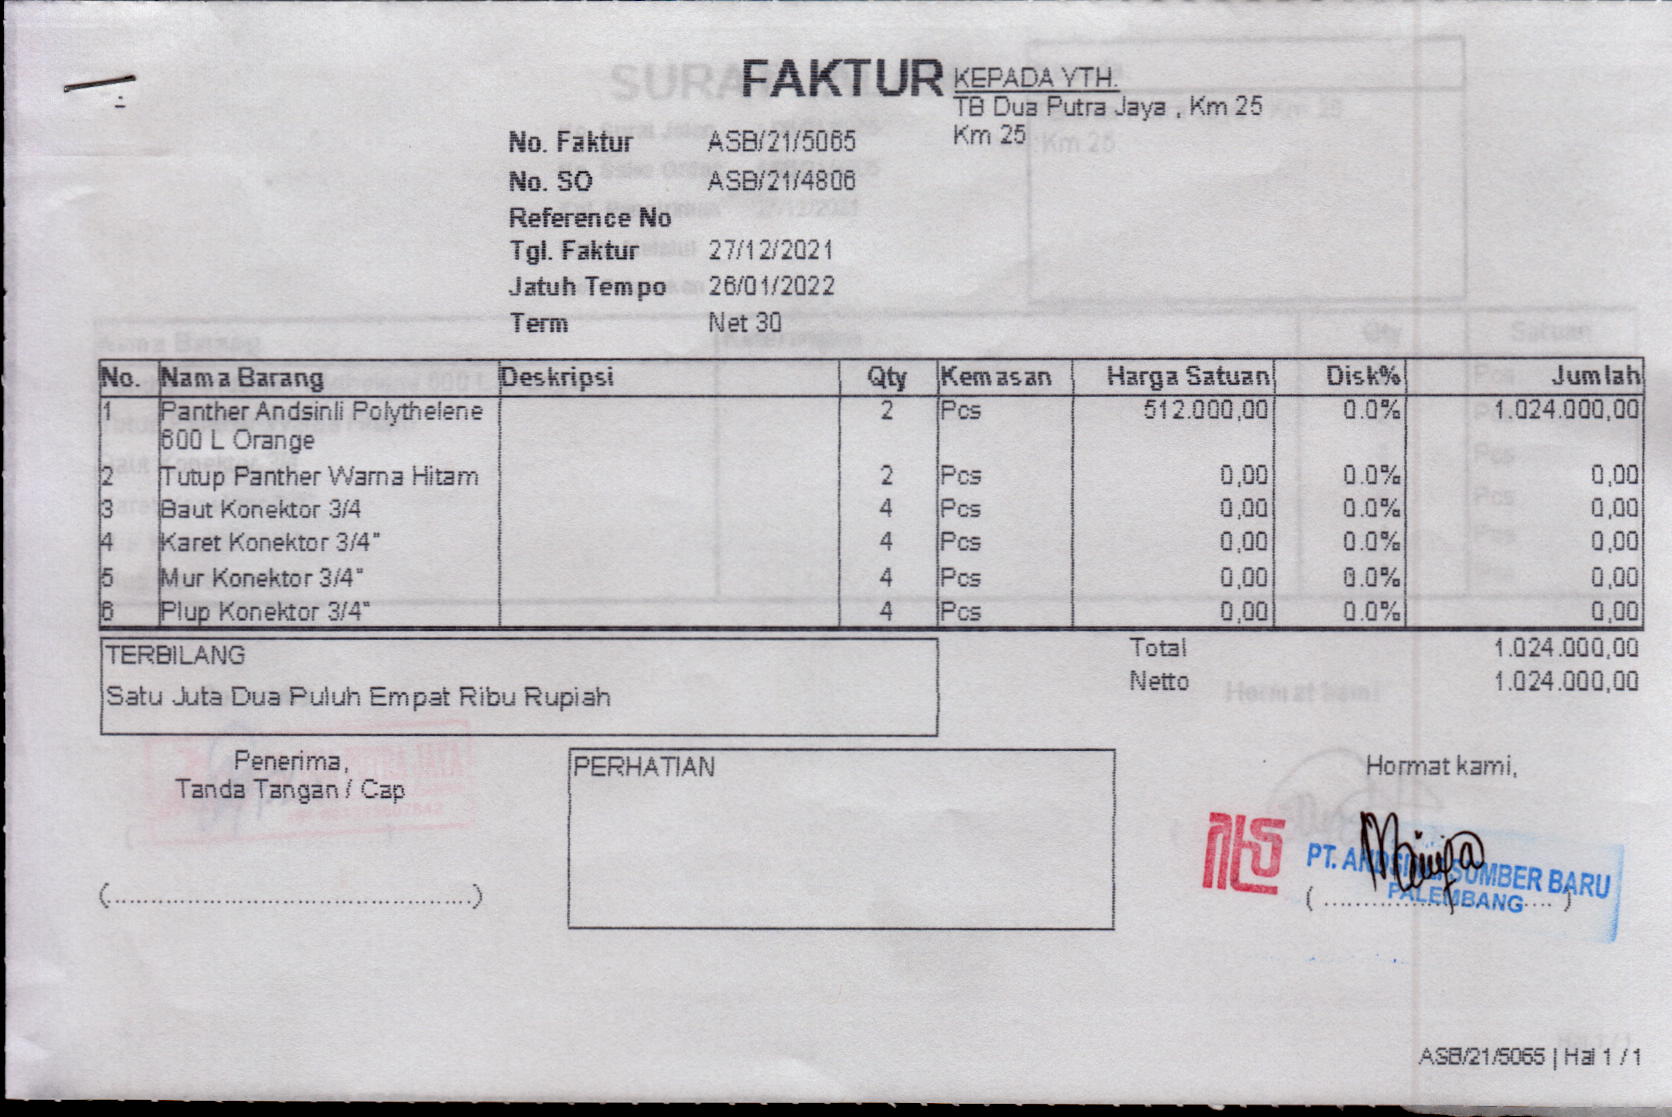 FAKTUR
KEPADA YTH.
TB Dua Putra Jaya , Km 25
Km 25
No. Faktur ASB/21/5065
No. SO ASB/21/4806
Reference No
Tgl. Faktur 27/12/2021
Jatuh Tempo 26/01/2022
Term Net 30
No. Nama Barang Deskripsi Qty Kemasan Harga Satuan Disk% Jumlah
1 Panther Andsinli Polythelene 2 Pcs 512.000,00 0.0% 1.024.000,00
600 L Orange
2 Tutup Panther Warna Hitam 2 Pcs 0,00 0.0% 0,00
3 Baut Konektor 3/4 4 Pcs 0,00 0.0% 0,00
4 Karet Konektor 3/4" 4 Pcs 0,00 0.0% 0,00
5 Mur Konektor 3/4" 4 Pcs 0,00 0.0% 0,00
6 Plup Konektor 3/4" 4 Pcs 0,00 0.0% 0,00
Total 1.024.000,00
Netto 1.024.000,00
TERBILANG
Satu Juta Dua Puluh Empat Ribu Rupiah
Penerima,
Tanda Tangan / Cap
(................................................)
PERHATIAN
Hormat kami,
SUMBER BARU
PALEMBANG
ASB/21/5065 | Hal 1 / 1